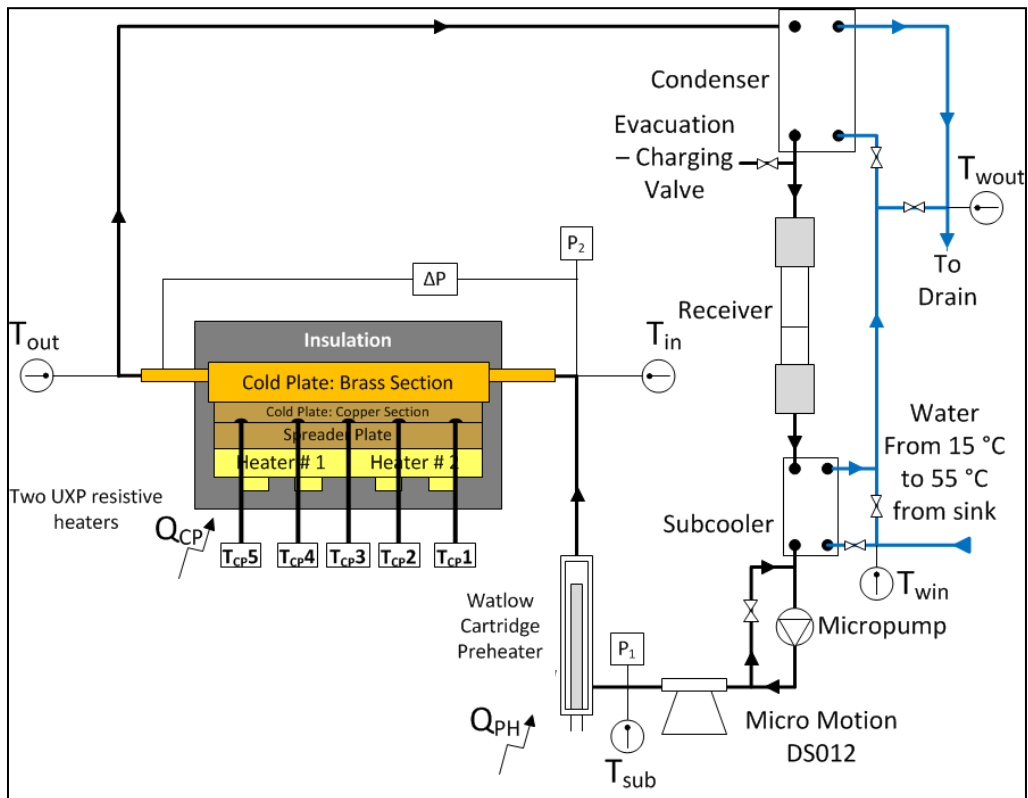 Condenser
Evacuation
– Charging
Valve
T_wout
To
Drain
P_2
ΔP
Receiver
T_out
Insulation
T_in
Cold Plate: Brass Section
Cold Plate: Copper Section
Spreader Plate
Heater # 1
Heater # 2
Water
From 15 °C
to 55 °C
from sink
Two UXP resistive
heaters
Q_CP
T_CP5
T_CP4
T_CP3
T_CP2
T_CP1
Subcooler
T_win
Watlow
Cartridge
Preheater
Micropump
P_1
Q_PH
Micro Motion
DS012
T_sub